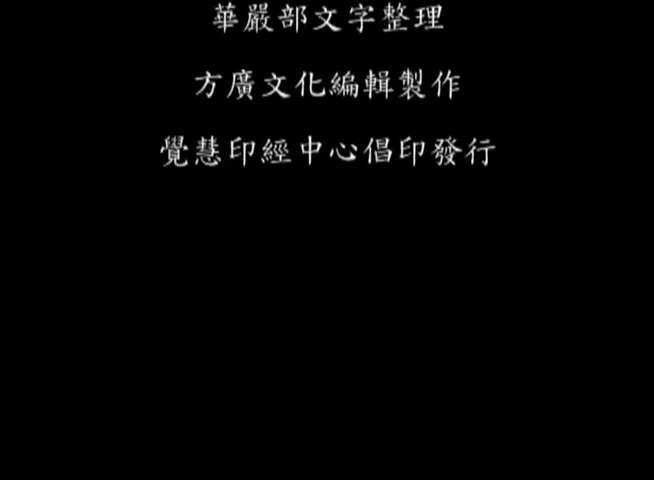 華嚴部文字整理
方廣文化編輯製作
覺慧印經中心倡印發行